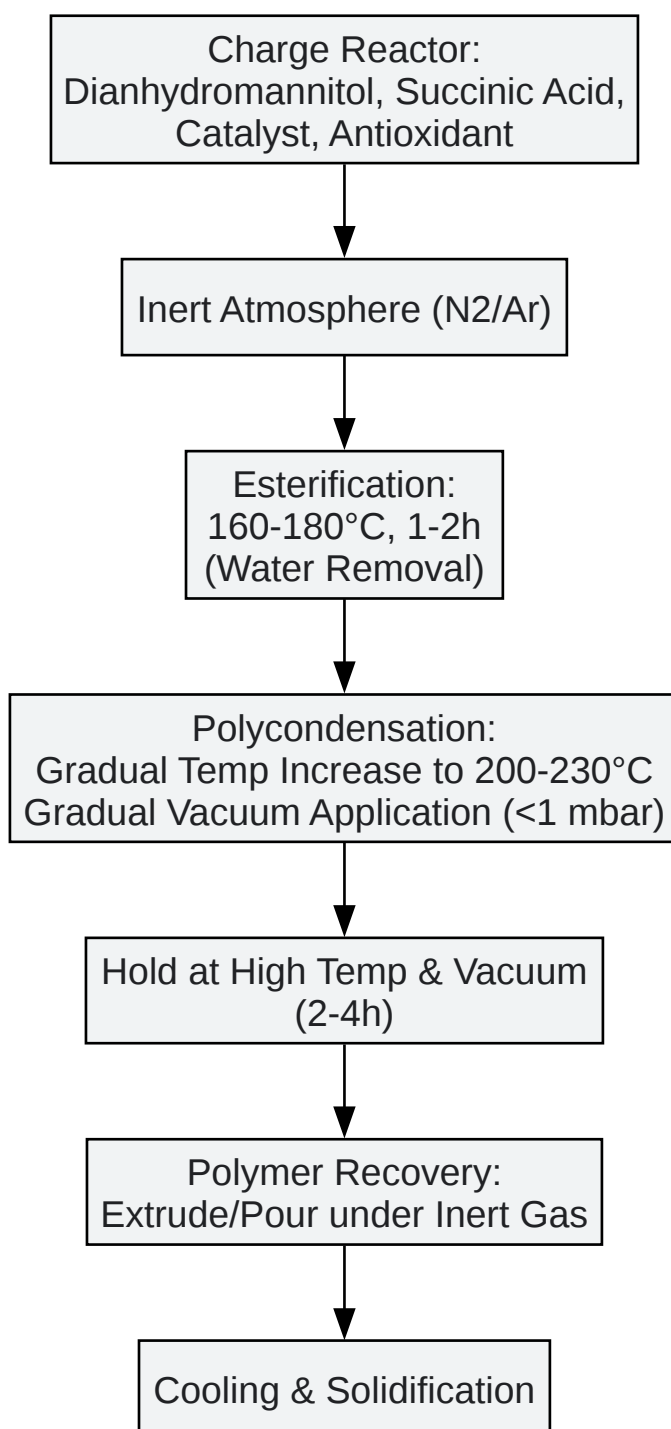 Charge Reactor:
Dianhydromannitol, Succinic Acid,
Catalyst, Antioxidant
Inert Atmosphere (N2/Ar)
Esterification:
160-180°C, 1-2h
(Water Removal)
Polycondensation:
Gradual Temp Increase to 200-230°C
Gradual Vacuum Application (<1 mbar)
Hold at High Temp & Vacuum
(2-4h)
Polymer Recovery:
Extrude/Pour under Inert Gas
Cooling & Solidification